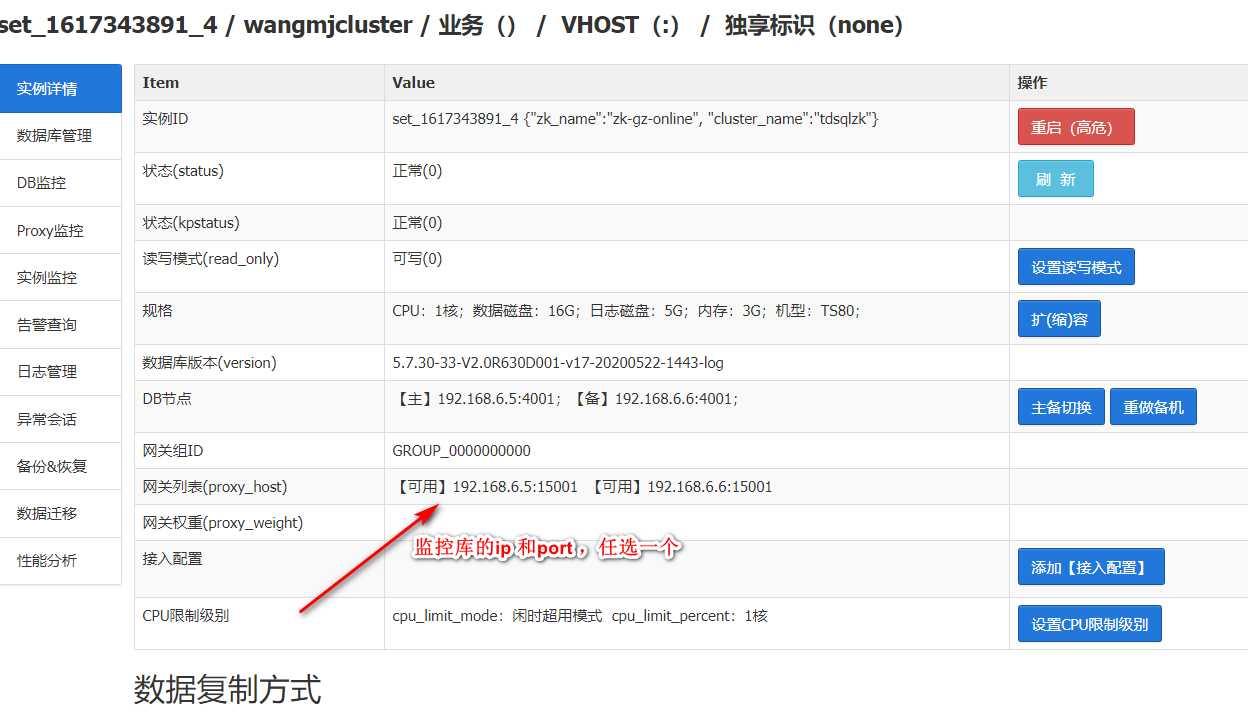 set_1617343891_4 / wangmjcluster / 业务（） / VHOST（:） / 独享标识（none）
实例详情
数据库管理
DB监控
Proxy监控
实例监控
告警查询
日志管理
异常会话
备份&恢复
数据迁移
性能分析
Item Value 操作
实例ID set_1617343891_4 {"zk_name":"zk-gz-online", "cluster_name":"tdsqlzk"} 重启（高危）
状态(status) 正常(0) 刷 新
状态(kpstatus) 正常(0)
读写模式(read_only) 可写(0) 设置读写模式
规格 CPU：1核；数据磁盘：16G；日志磁盘：5G；内存：3G；机型：TS80； 扩(缩)容
数据库版本(version) 5.7.30-33-V2.0R630D001-v17-20200522-1443-log
DB节点 【主】192.168.6.5:4001；【备】192.168.6.6:4001； 主备切换 重做备机
网关组ID GROUP_0000000000
网关列表(proxy_host) 【可用】192.168.6.5:15001 【可用】192.168.6.6:15001
网关权重(proxy_weight)
监控库的ip 和port，任选一个
接入配置 添加【接入配置】
CPU限制级别 cpu_limit_mode：闲时超用模式 cpu_limit_percent：1核 设置CPU限制级别
数据复制方式